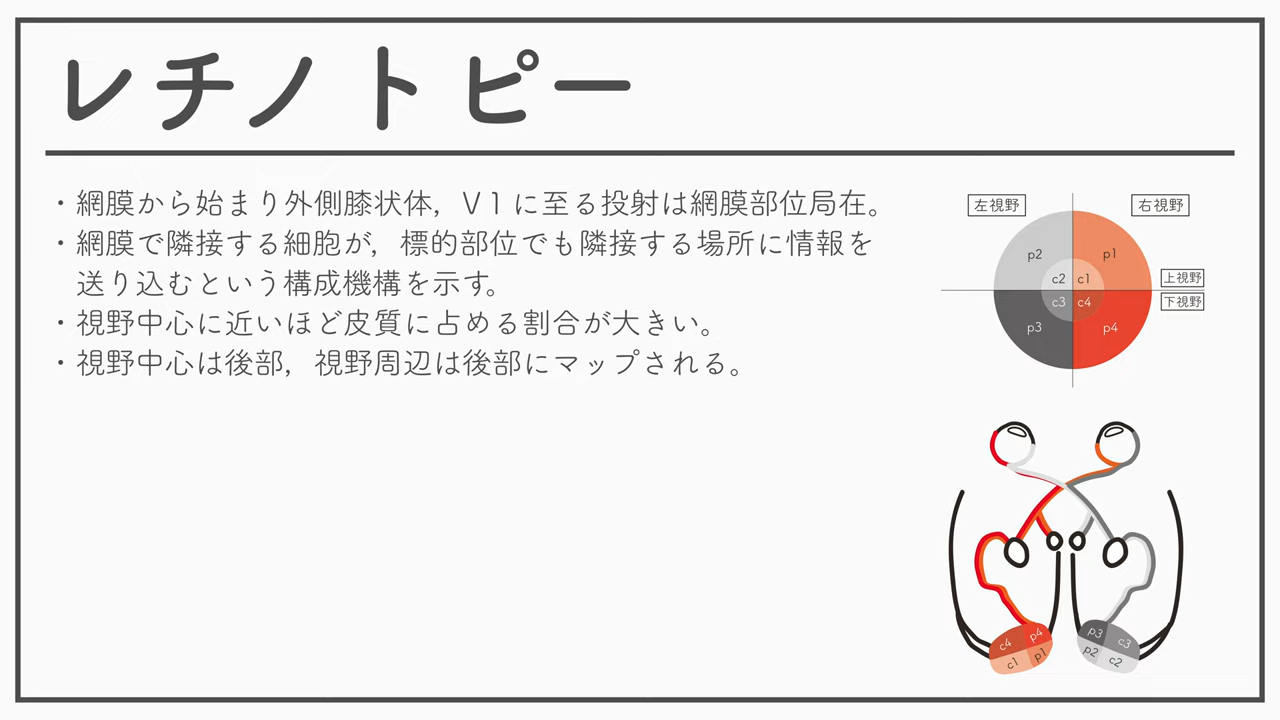 レチノトピー
・網膜から始まり外側膝状体，V１に至る投射は網膜部位局在。
・網膜で隣接する細胞が，標的部位でも隣接する場所に情報を
送り込むという構成機構を示す。
・視野中心に近いほど皮質に占める割合が大きい。
・視野中心は後部，視野周辺は後部にマップされる。
左視野
右視野
p2
p1
上視野
c2
c1
下視野
c3
c4
p3
p4
c4
p4
c1
p1
p3
c3
p2
c2